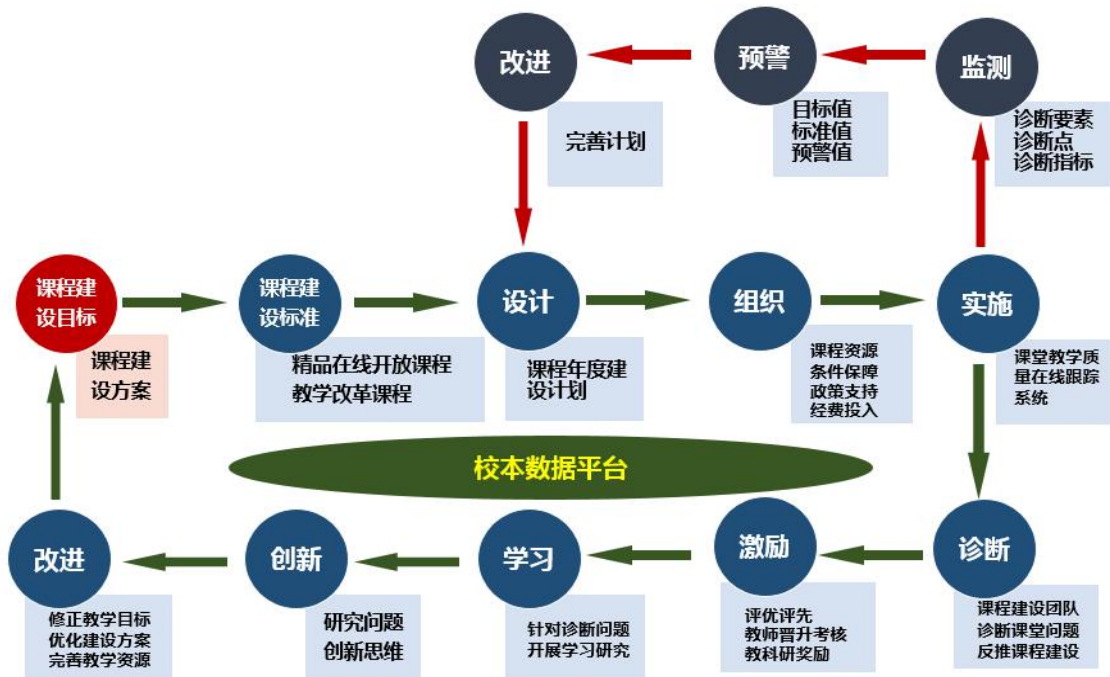 改进
预警
监测
完善计划
目标值
标准值
预警值
诊断要素
诊断点
诊断指标
课程建
设目标
课程建
设标准
设计
组织
实施
课程建
设方案
精品在线开放课程
教学改革课程
课程年度建
设计划
课程资源
条件保障
政策支持
经费投入
课堂教学质
量在线跟踪
系统
校本数据平台
改进
创新
学习
激励
诊断
修正教学目标
优化建设方案
完善教学资源
研究问题
创新思维
针对诊断问题
开展学习研究
评优评先
教师晋升考核
教科研奖励
课程建设团队
诊断课堂问题
反推课程建设